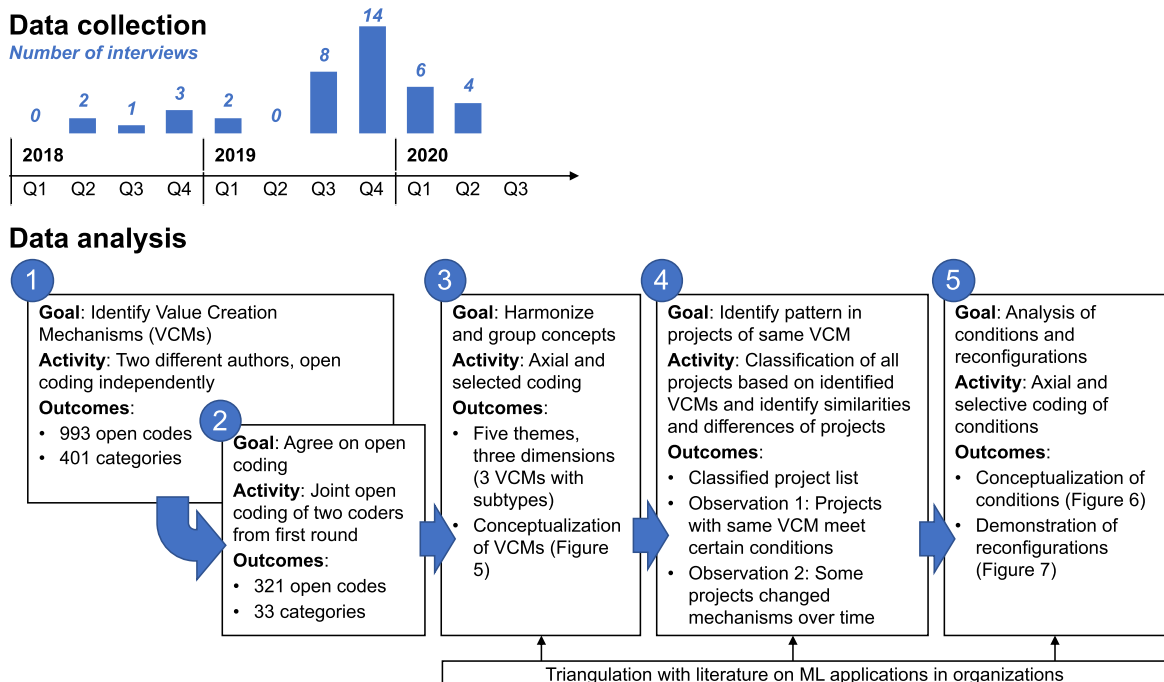 Data collection
Number of interviews
0
2
1
3
2
0
8
14
6
4
2018
2019
2020
Q1 Q2 Q3 Q4 Q1 Q2 Q3 Q4 Q1 Q2 Q3
Data analysis
1
Goal: Identify Value Creation
Mechanisms (VCMs)
Activity: Two different authors, open
coding independently
Outcomes:
• 993 open codes
• 401 categories
2
Goal: Agree on open
coding
Activity: Joint open
coding of two coders
from first round
Outcomes:
• 321 open codes
• 33 categories
3
Goal: Harmonize
and group concepts
Activity: Axial and
selected coding
Outcomes:
• Five themes,
three dimensions
(3 VCMs with
subtypes)
• Conceptualization
of VCMs (Figure
5)
4
Goal: Identify pattern in
projects of same VCM
Activity: Classification of all
projects based on identified
VCMs and identify similarities
and differences of projects
Outcomes:
• Classified project list
• Observation 1: Projects
with same VCM meet
certain conditions
• Observation 2: Some
projects changed
mechanisms over time
5
Goal: Analysis of
conditions and
reconfigurations
Activity: Axial and
selective coding of
conditions
Outcomes:
• Conceptualization of
conditions (Figure 6)
• Demonstration of
reconfigurations
(Figure 7)
Triangulation with literature on ML applications in organizations